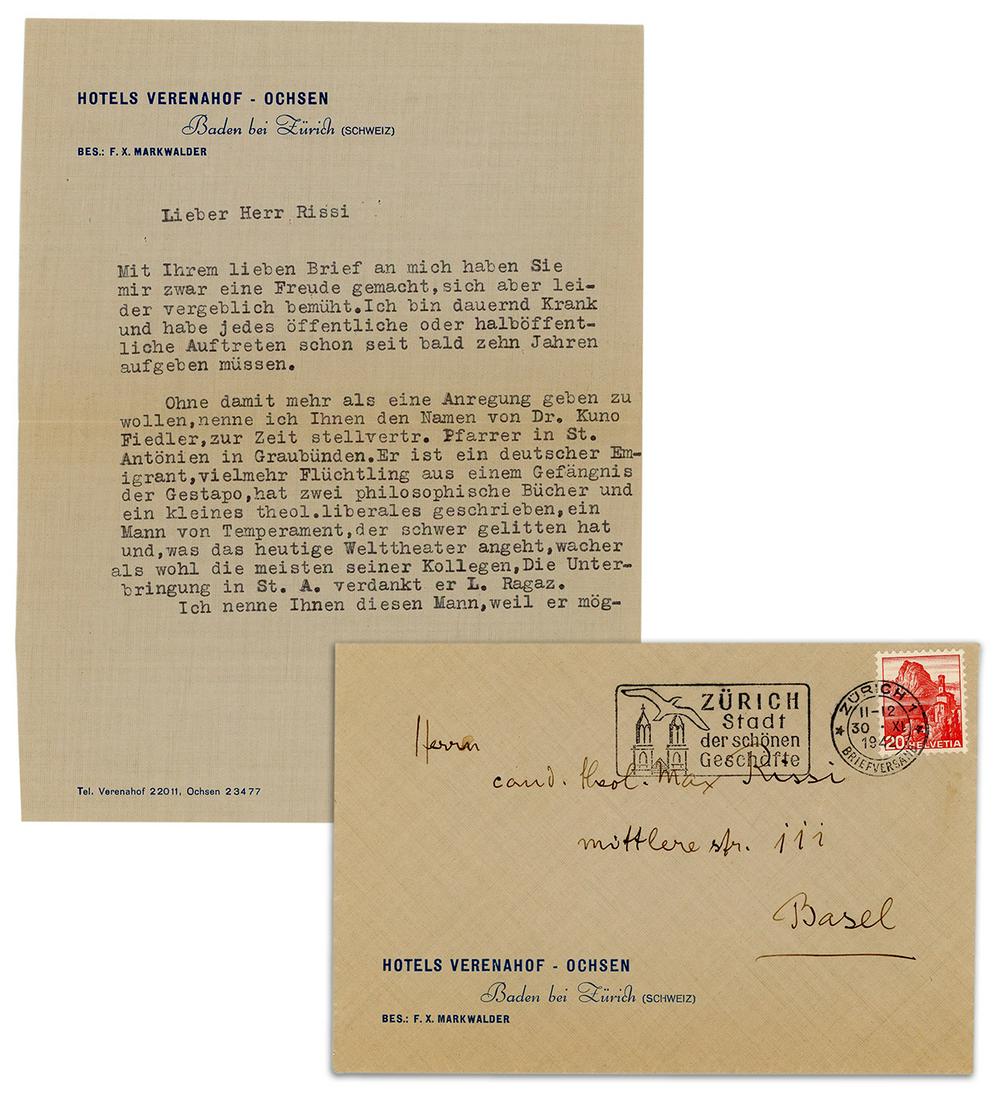 HOTELS VERENAHOF - OCHSEN
Baden bei Zürich (SCHWEIZ)
BES.: F. X. MARKWALDER
Lieber Herr Rissi
Mit Ihrem lieben Brief an mich haben Sie
mir zwar eine Freude gemacht,sich aber lei-
der vergeblich bemüht.Ich bin dauernd Krank
und habe jedes öffentliche oder halböffent-
liche Auftreten schon seit bald zehn Jahren
aufgeben müssen.
Ohne damit mehr als eine Anregung geben zu
wollen,nenne ich Ihnen den Namen von Dr. Kuno
Fiedler,zur Zeit stellvertr. Pfarrer in St.
Antönien in Graubünden.Er ist ein deutscher Em-
igrant,vielmehr Flüchtling aus einem Gefängnis
der Gestapo,hat zwei philosophische Bücher und
ein kleines theol.liberales geschrieben,ein
Mann von Temperament,der schwer gelitten hat
und,was das heutige Welttheater angeht,wacher
als wohl die meisten seiner Kollegen,Die Unter-
bringung in St. A. verdankt er L. Ragaz.
Ich nenne Ihnen diesen Mann,weil er mög-
Tel. Verenahof 22011, Ochsen 23477
ZÜRICH
Stadt
der schönen
Geschäfte
ZÜRICH 1
11-12
30 · XI
1942
BRIEFVERSAND
20 HELVETIA
Herrn
cand. theol. Max Rissi
mittlere str. 111
Basel
HOTELS VERENAHOF - OCHSEN
Baden bei Zürich (SCHWEIZ)
BES.: F. X. MARKWALDER